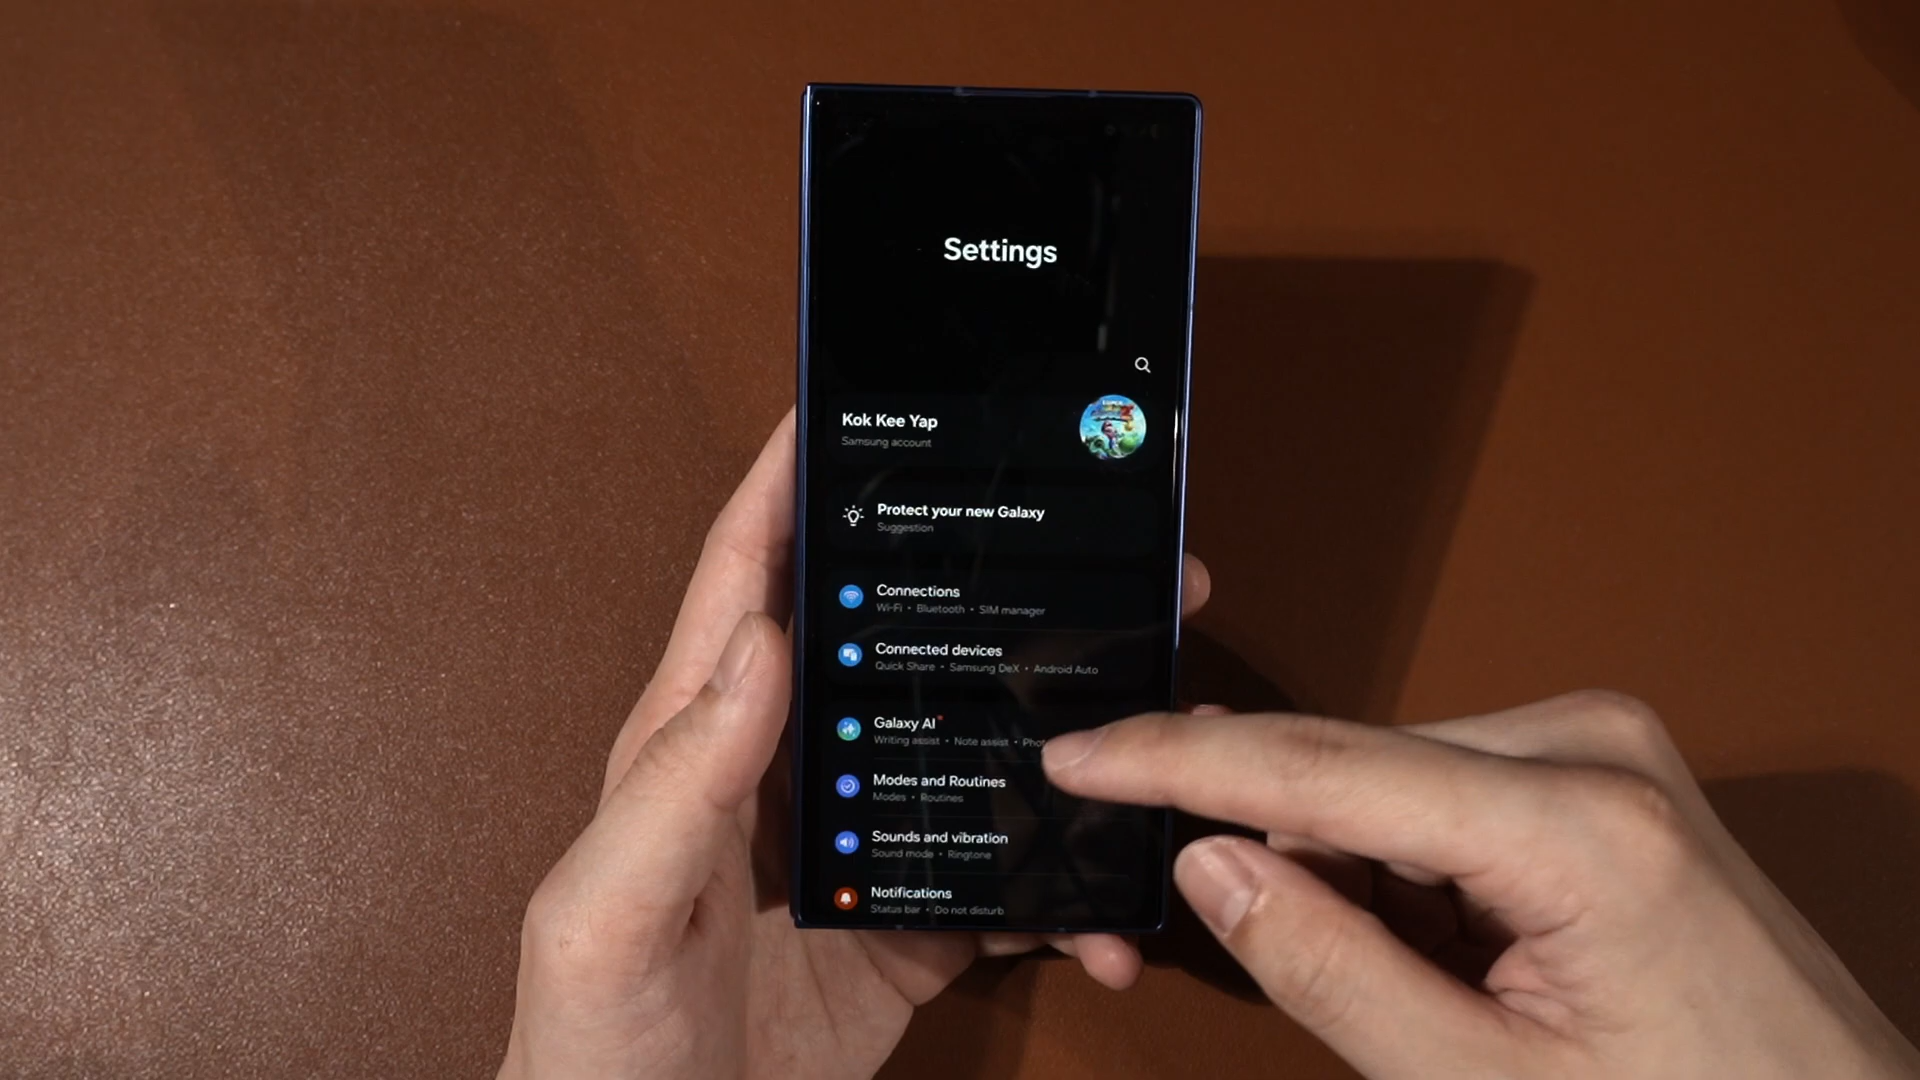 Settings
Kok Kee Yap
Samsung account
Protect your new Galaxy
Suggestion
Connections
Wi-Fi • Bluetooth • SIM manager
Connected devices
Quick Share • Samsung DeX • Android Auto
Galaxy AI
Writing assist • Note assist •
Modes and Routines
Modes • Routines
Sounds and vibration
Sound mode • Ringtone
Notifications
Status bar • Do not disturb